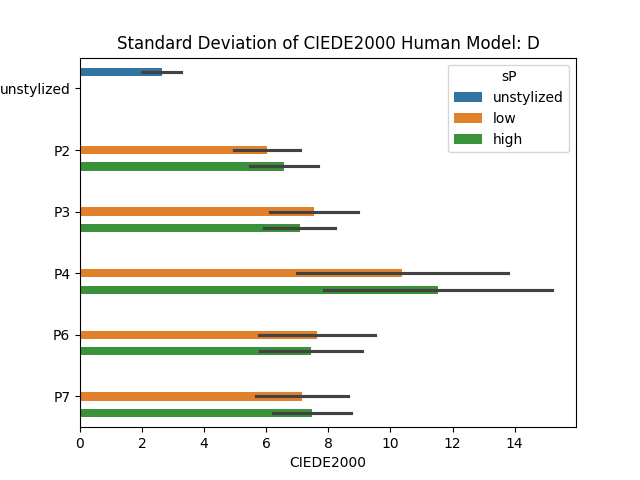 Standard Deviation of CIEDE2000 Human Model: D
sP
unstylized
low
high
unstylized
P2
P3
P4
P6
P7
0 2 4 6 8 10 12 14
CIEDE2000